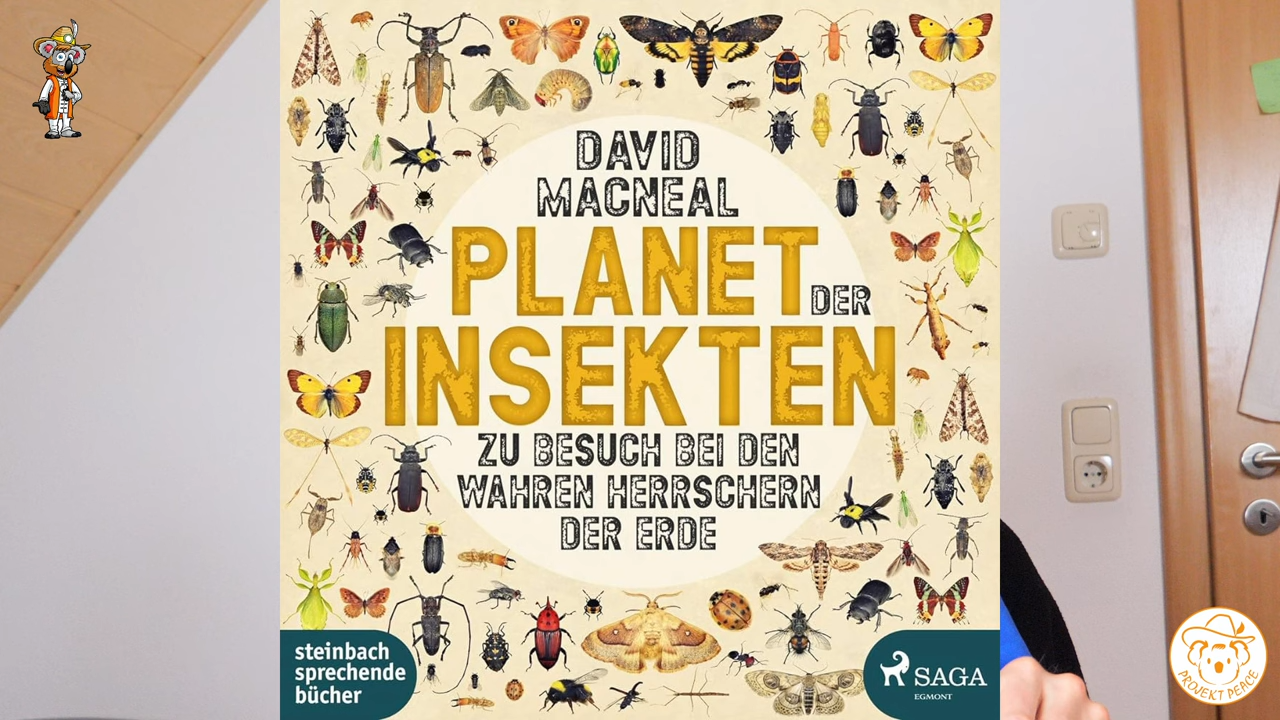 DAVID
MACNEAL
PLANET
DER
INSEKTEN
ZU BESUCH BEI DEN
WAHREN HERRSCHERN
DER ERDE
steinbach
sprechende
bücher
SAGA
EGMONT
PROJEKT PEACE